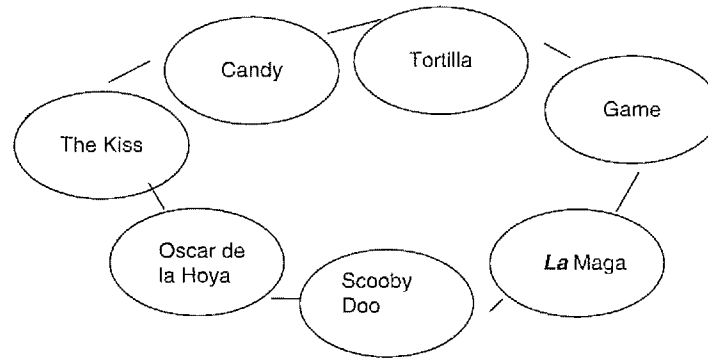 Candy
Tortilla
Game
The Kiss
Oscar de
la Hoya
Scooby
Doo
La Maga